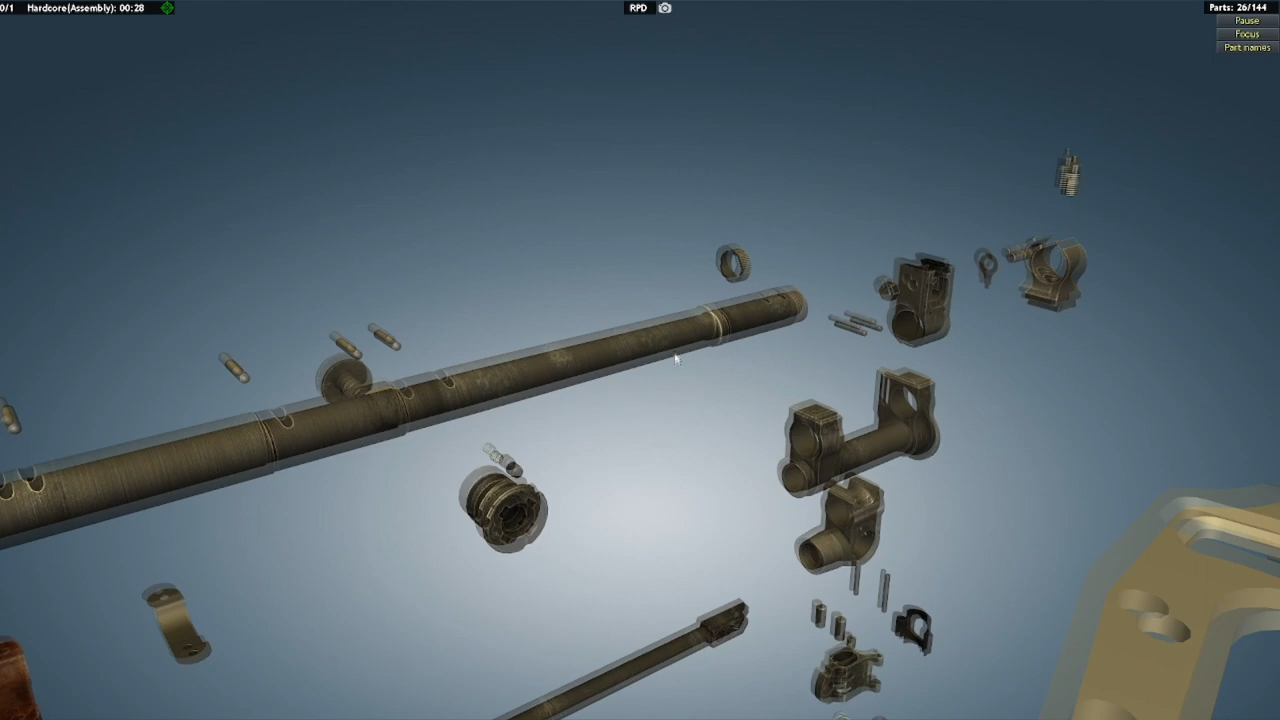 0/1 Hardcore(Assembly): 00:28
RPD
Parts: 26/144
Pause
Focus
Part names